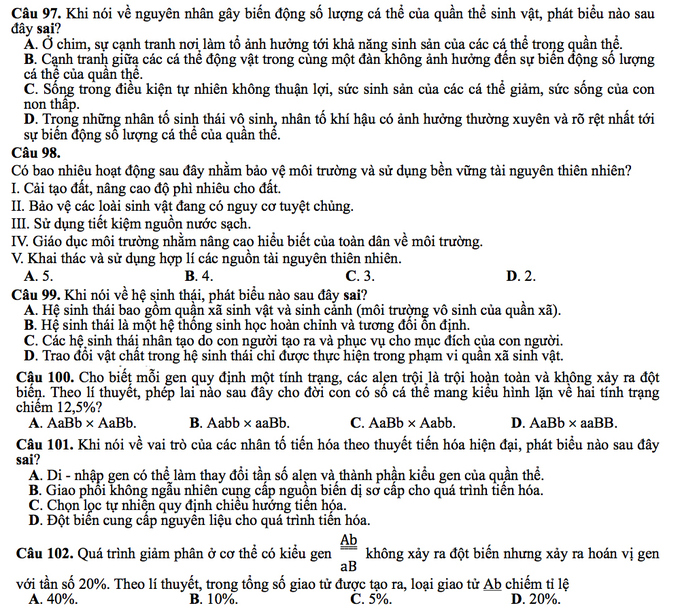 Câu 97. Khi nói về nguyên nhân gây biến động số lượng cá thể của quần thể sinh vật, phát biểu nào sau
đây sai?
A. Ở chim, sự cạnh tranh nơi làm tổ ảnh hưởng tới khả năng sinh sản của các cá thể trong quần thể.
B. Cạnh tranh giữa các cá thể động vật trong cùng một đàn không ảnh hưởng đến sự biến động số lượng
cá thể của quần thể.
C. Sống trong điều kiện tự nhiên không thuận lợi, sức sinh sản của các cá thể giảm, sức sống của con
non thấp.
D. Trong những nhân tố sinh thái vô sinh, nhân tố khí hậu có ảnh hưởng thường xuyên và rõ rệt nhất tới
sự biến động số lượng cá thể của quần thể.
Câu 98.
Có bao nhiêu hoạt động sau đây nhằm bảo vệ môi trường và sử dụng bền vững tài nguyên thiên nhiên?
I. Cải tạo đất, nâng cao độ phì nhiêu cho đất.
II. Bảo vệ các loài sinh vật đang có nguy cơ tuyệt chủng.
III. Sử dụng tiết kiệm nguồn nước sạch.
IV. Giáo dục môi trường nhằm nâng cao hiểu biết của toàn dân về môi trường.
V. Khai thác và sử dụng hợp lí các nguồn tài nguyên thiên nhiên.
A. 5. B. 4. C. 3. D. 2.
Câu 99. Khi nói về hệ sinh thái, phát biểu nào sau đây sai?
A. Hệ sinh thái bao gồm quần xã sinh vật và sinh cảnh (môi trường vô sinh của quần xã).
B. Hệ sinh thái là một hệ thống sinh học hoàn chỉnh và tương đối ổn định.
C. Các hệ sinh thái nhân tạo do con người tạo ra và phục vụ cho mục đích của con người.
D. Trao đổi vật chất trong hệ sinh thái chỉ được thực hiện trong phạm vi quần xã sinh vật.
Câu 100. Cho biết mỗi gen quy định một tính trạng, các alen trội là trội hoàn toàn và không xảy ra đột
biến. Theo lí thuyết, phép lai nào sau đây cho đời con có số cá thể mang kiểu hình lặn về hai tính trạng
chiếm 12,5%?
A. AaBb × AaBb. B. Aabb × aaBb. C. AaBb × Aabb. D. AaBb × aaBB.
Câu 101. Khi nói về vai trò của các nhân tố tiến hóa theo thuyết tiến hóa hiện đại, phát biểu nào sau đây
sai?
A. Di - nhập gen có thể làm thay đổi tần số alen và thành phần kiểu gen của quần thể.
B. Giao phối không ngẫu nhiên cung cấp nguồn biến dị sơ cấp cho quá trình tiến hóa.
C. Chọn lọc tự nhiên quy định chiều hướng tiến hóa.
D. Đột biến cung cấp nguyên liệu cho quá trình tiến hóa.
Câu 102. Quá trình giảm phân ở cơ thể có kiểu gen Ab/aB không xảy ra đột biến nhưng xảy ra hoán vị gen
với tần số 20%. Theo lí thuyết, trong tổng số giao tử được tạo ra, loại giao tử Ab chiếm tỉ lệ
A. 40%. B. 10%. C. 5%. D. 20%.